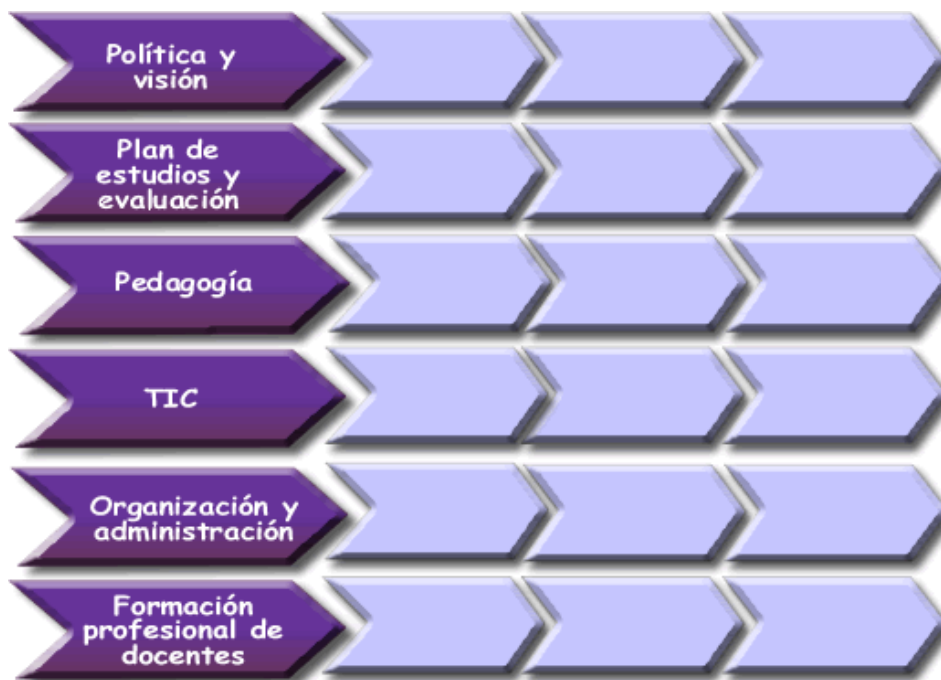 Política y
visión
Plan de
estudios y
evaluación
Pedagogía
TIC
Organización y
administración
Formación
profesional de
docentes